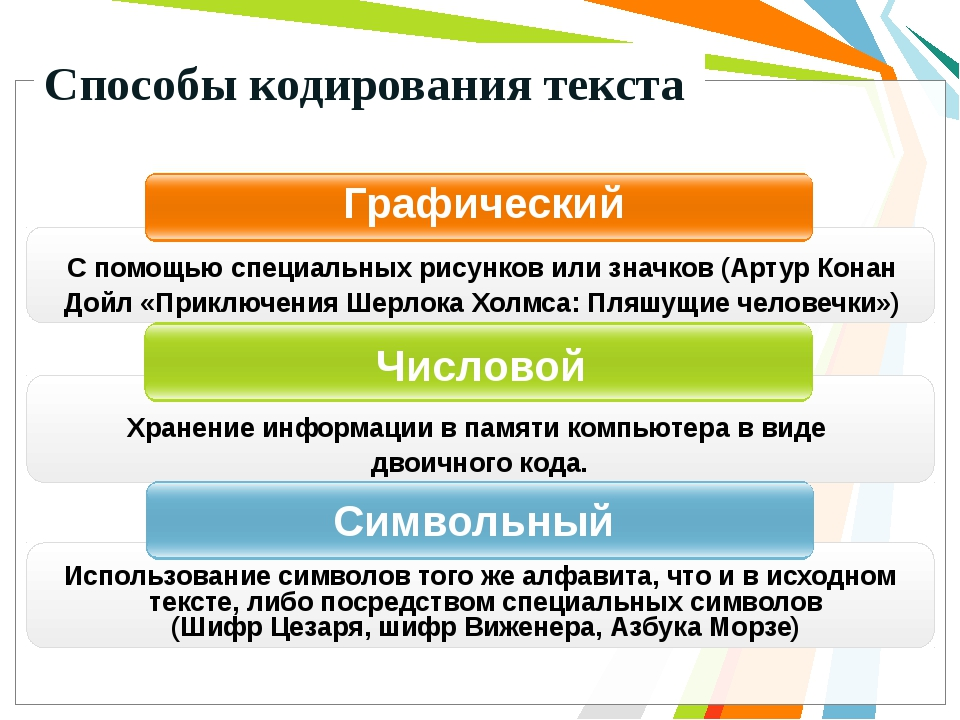 Способы кодирования текста
Графический
С помощью специальных рисунков или значков (Артур Конан
Дойл «Приключения Шерлока Холмса: Пляшущие человечки»)
Числовой
Хранение информации в памяти компьютера в виде
двоичного кода.
Символьный
Использование символов того же алфавита, что и в исходном
тексте, либо посредством специальных символов
(Шифр Цезаря, шифр Виженера, Азбука Морзе)